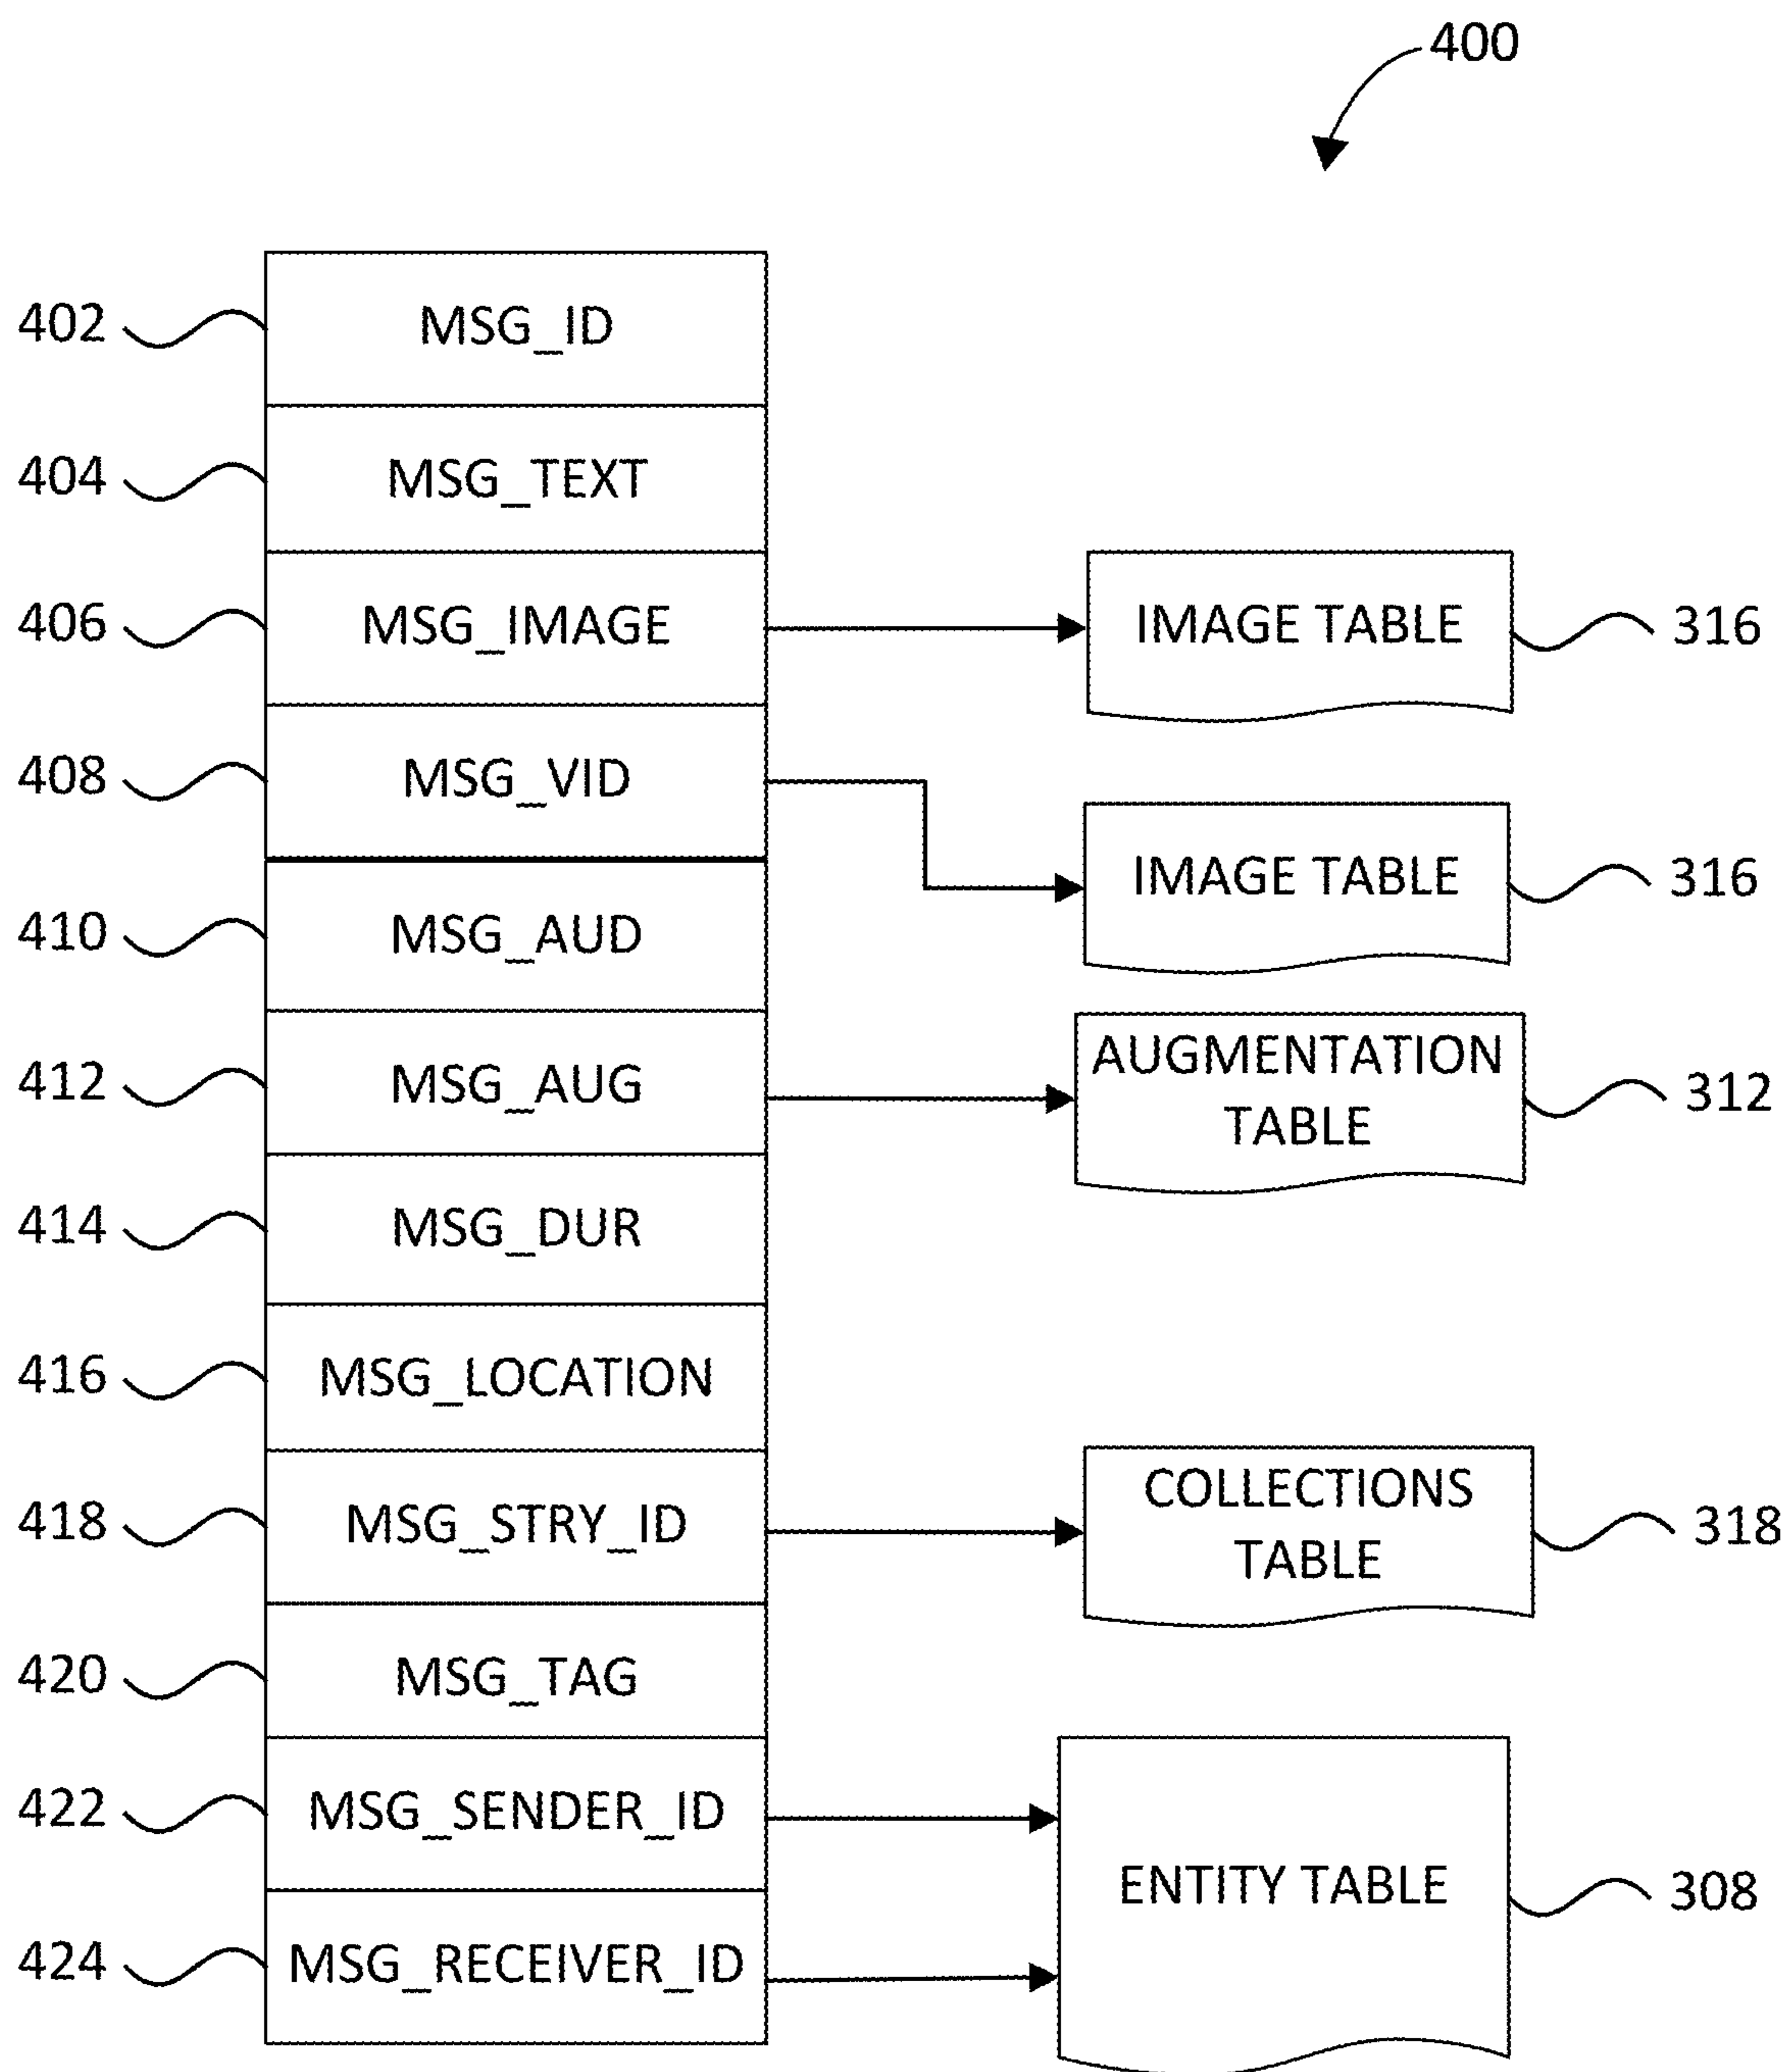 400
402 MSG_ID
404 MSG_TEXT
406 MSG_IMAGE IMAGE TABLE 316
408 MSG_VID
IMAGE TABLE 316
410 MSG_AUD
412 MSG_AUG AUGMENTATION TABLE 312
414 MSG_DUR
416 MSG_LOCATION
418 MSG_STRY_ID COLLECTIONS TABLE 318
420 MSG_TAG
422 MSG_SENDER_ID
ENTITY TABLE 308
424 MSG_RECEIVER_ID